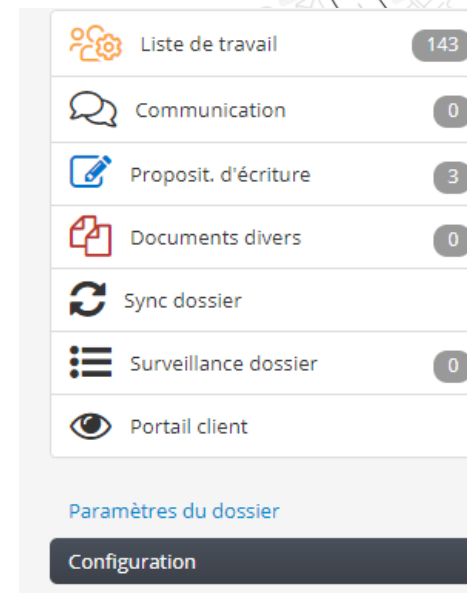 Liste de travail 143
Communication 0
Proposit. d'écriture 3
Documents divers 0
Sync dossier
Surveillance dossier 0
Portail client
Paramètres du dossier
Configuration